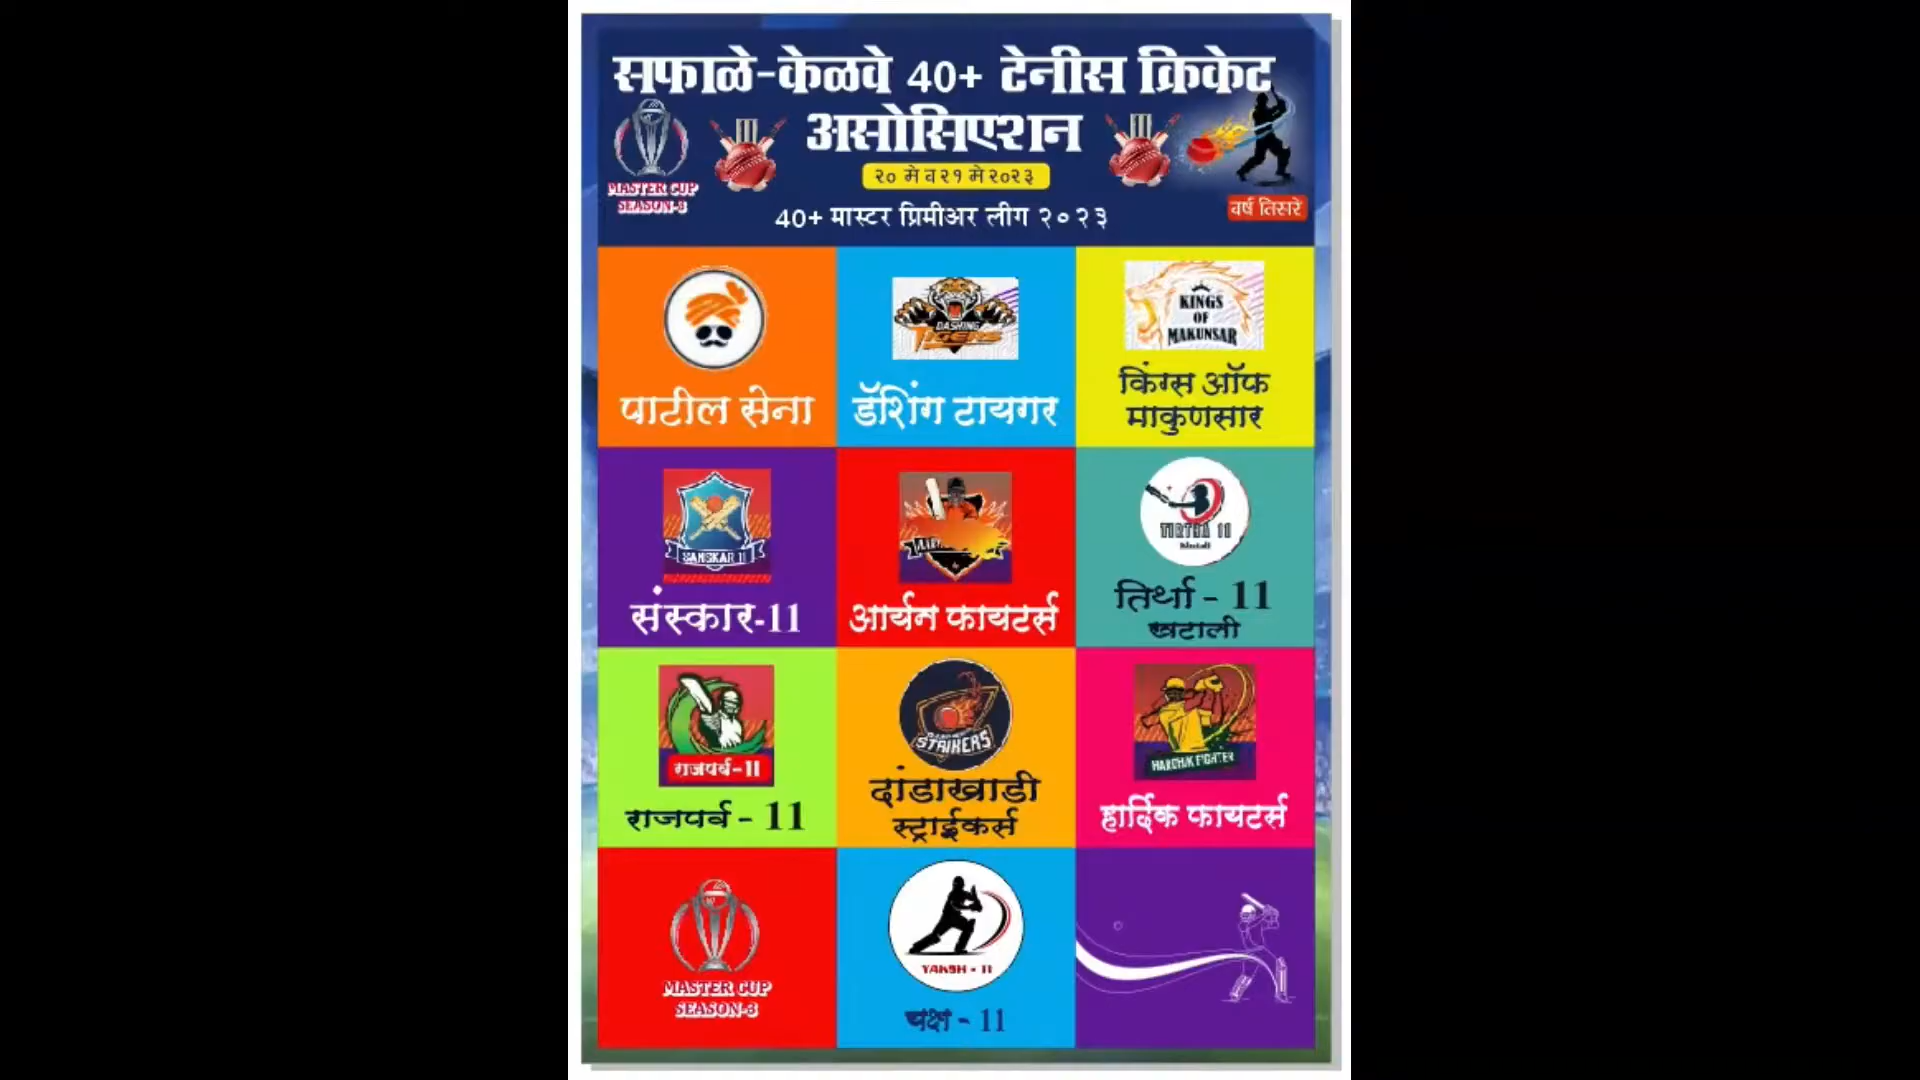 सफाळे-केळवे 40+ टेनीस क्रिकेट
असोसिएशन
२० मे व २१ मे २०२३
MASTER CUP
SEASON-3
वर्ष तिसरे
40+ मास्टर प्रिमीअर लीग २०२३
पाटील सेना
DASHING
TIGERS
डॅशिंग टायगर
KINGS
OF
MAKUNSAR
किंग्स ऑफ
माकुणसार
SANSKAR 11
संस्कार-11
आर्यन फायटर्स
TIRTHA 11
तिर्था - 11
खटाली
राजपर्व-11
राजपर्व - 11
STRIKERS
दांडाखाडी
स्ट्राईकर्स
HARDHIK FIGHTER
हार्दिक फायटर्स
MASTER CUP
SEASON-3
YAKSH - 11
यक्ष - 11